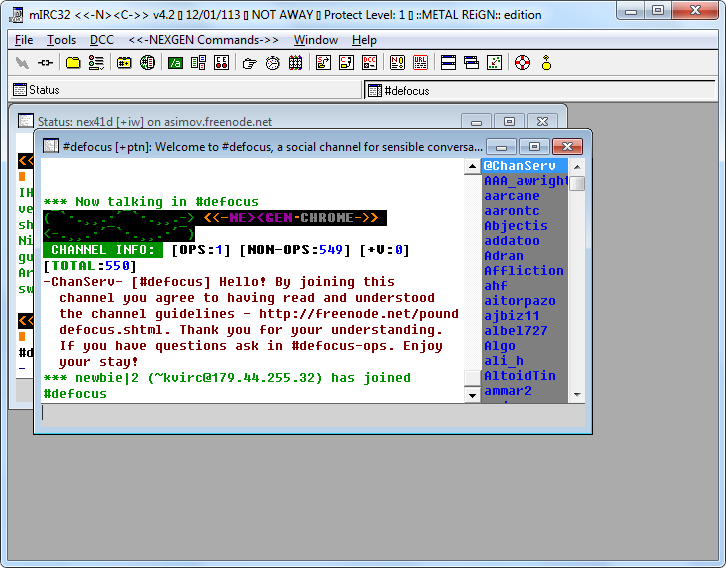 mIRC32 <<-N><C->> v4.2 ▯ 12/01/113 ▯ NOT AWAY ▯ Protect Level: 1 ▯ ::METAL REiGN:: edition
File Tools DCC <<-NEXGEN Commands->> Window Help
Status #defocus
Status: nex41d [+iw] on asimov.freenode.net
#defocus [+ptn]: Welcome to #defocus, a social channel for sensible conversa...
*** Now talking in #defocus
<<-NE><GEN-CHROME->>
CHANNEL INFO: [OPS:1] [NON-OPS:549] [+V:0]
[TOTAL:550]
-ChanServ- [#defocus] Hello! By joining this
channel you agree to having read and understood
the channel guidelines - http://freenode.net/pound
defocus.shtml. Thank you for your understanding.
If you have questions ask in #defocus-ops. Enjoy
your stay!
*** newbie|2 (~kvirc@179.44.255.32) has joined
#defocus
@ChanServ
AAA_awright
aarcane
aarontc
Abjectis
addatoo
Adran
Affliction
ahf
aitorpazo
ajbiz11
albel727
Algo
ali_h
AltoidTin
ammar2
<<
IH
ve
sh
Ni
gu
Ar
sw
<<
#d
-